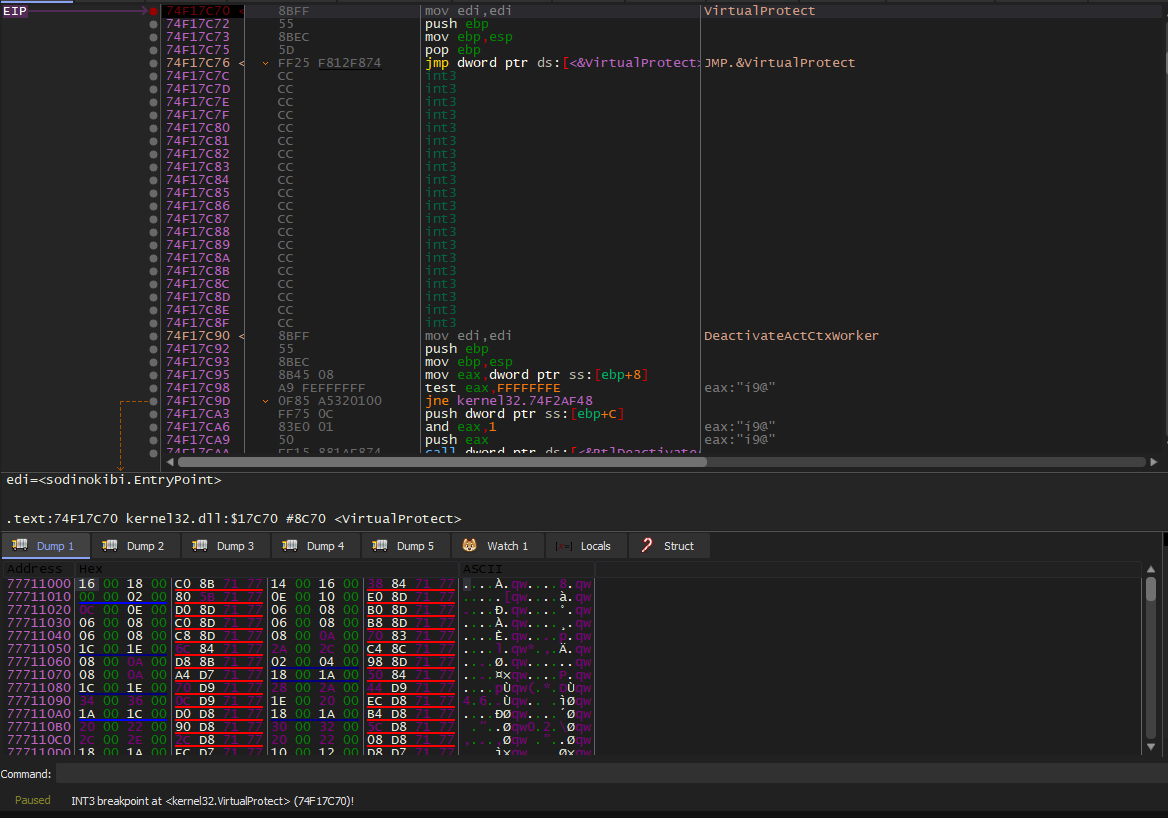 EIP 74F17C70 < 8BFF mov edi,edi VirtualProtect
74F17C72 55 push ebp
74F17C73 8BEC mov ebp,esp
74F17C75 5D pop ebp
74F17C76 < FF25 F812F874 jmp dword ptr ds:[<&VirtualProtect> JMP.&VirtualProtect
74F17C7C CC int3
74F17C7D CC int3
74F17C7E CC int3
74F17C7F CC int3
74F17C80 CC int3
74F17C81 CC int3
74F17C82 CC int3
74F17C83 CC int3
74F17C84 CC int3
74F17C85 CC int3
74F17C86 CC int3
74F17C87 CC int3
74F17C88 CC int3
74F17C89 CC int3
74F17C8A CC int3
74F17C8B CC int3
74F17C8C CC int3
74F17C8D CC int3
74F17C8E CC int3
74F17C8F CC int3
74F17C90 < 8BFF mov edi,edi DeactivateActCtxWorker
74F17C92 55 push ebp
74F17C93 8BEC mov ebp,esp
74F17C95 8B45 08 mov eax,dword ptr ss:[ebp+8]
74F17C98 A9 FEFFFFFF test eax,FFFFFFFE eax:"i9@"
74F17C9D 0F85 A5320100 jne kernel32.74F2AF48
74F17CA3 FF75 0C push dword ptr ss:[ebp+C]
74F17CA6 83E0 01 and eax,1 eax:"i9@"
74F17CA9 50 push eax eax:"i9@"
74F17CAA FF15 881AF874 call dword ptr ds:[<&RtlDeactivate
edi=<sodinokibi.EntryPoint>
.text:74F17C70 kernel32.dll:$17C70 #8C70 <VirtualProtect>
Dump 1 Dump 2 Dump 3 Dump 4 Dump 5 Watch 1 Locals Struct
Address Hex ASCII
77711000 16 00 18 00 C0 8B 71 77 14 00 16 00 38 84 71 77 ....À.qw....8.qw
77711010 00 00 02 00 80 5B 71 77 0E 00 10 00 E0 8D 71 77 .....[qw....à.qw
77711020 0C 00 0E 00 D0 8D 71 77 06 00 08 00 B0 8D 71 77 ....Ð.qw....°.qw
77711030 06 00 08 00 C0 8D 71 77 06 00 08 00 B8 8D 71 77 ....À.qw....¸.qw
77711040 06 00 08 00 C8 8D 71 77 08 00 0A 00 70 83 71 77 ....È.qw....p.qw
77711050 1C 00 1E 00 6C 84 71 77 2A 00 2C 00 C4 8C 71 77 ....l.qw*.,.Ä.qw
77711060 08 00 0A 00 D8 8B 71 77 02 00 04 00 98 8D 71 77 ....Ø.qw......qw
77711070 08 00 0A 00 A4 D7 71 77 18 00 1A 00 50 84 71 77 ....¤×qw....P.qw
77711080 1C 00 1E 00 70 D9 71 77 28 00 2A 00 44 D9 71 77 ....pÙqw(.*.DÙqw
77711090 34 00 36 00 0C D9 71 77 1E 00 20 00 EC D8 71 77 4.6..Ùqw.. .ìØqw
777110A0 1A 00 1C 00 D0 D8 71 77 18 00 1A 00 B4 D8 71 77 ....ÐØqw....´Øqw
777110B0 20 00 22 00 90 D8 71 77 30 00 32 00 5C D8 71 77  .".. Øqw0.2.\Øqw
777110C0 2C 00 2E 00 2C D8 71 77 20 00 22 00 08 D8 71 77 ,...,Øqw .".. Øqw
777110D0 18 00 1A 00 EC D7 71 77 10 00 12 00 D8 D7 71 77 ....ì×qw....Ø×qw
Command:
Paused INT3 breakpoint at <kernel32.VirtualProtect> (74F17C70)!